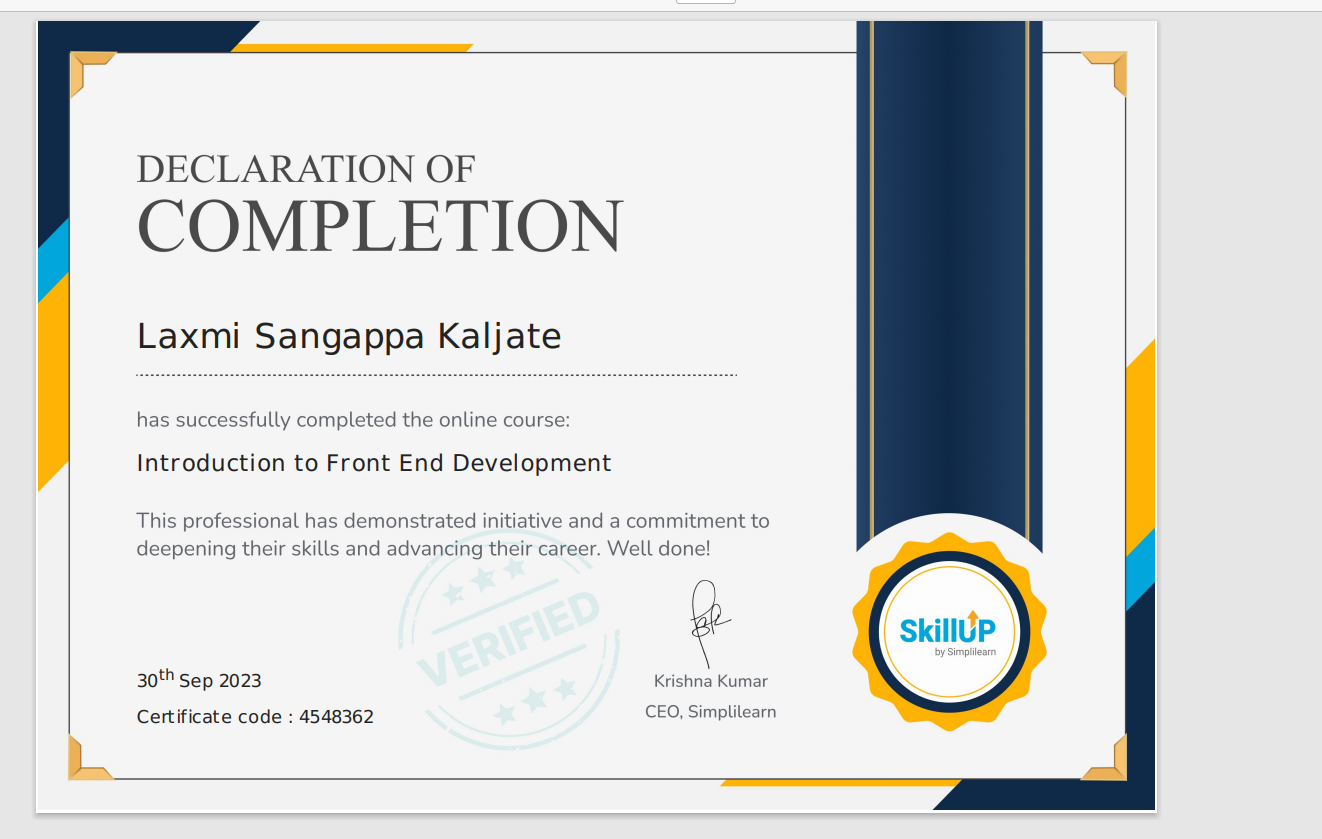 DECLARATION OF
COMPLETION
Laxmi Sangappa Kaljate
has successfully completed the online course:
Introduction to Front End Development
This professional has demonstrated initiative and a commitment to
deepening their skills and advancing their career. Well done!
VERIFIED
SkillUP
by Simplilearn
30th Sep 2023
Krishna Kumar
Certificate code : 4548362
CEO, Simplilearn